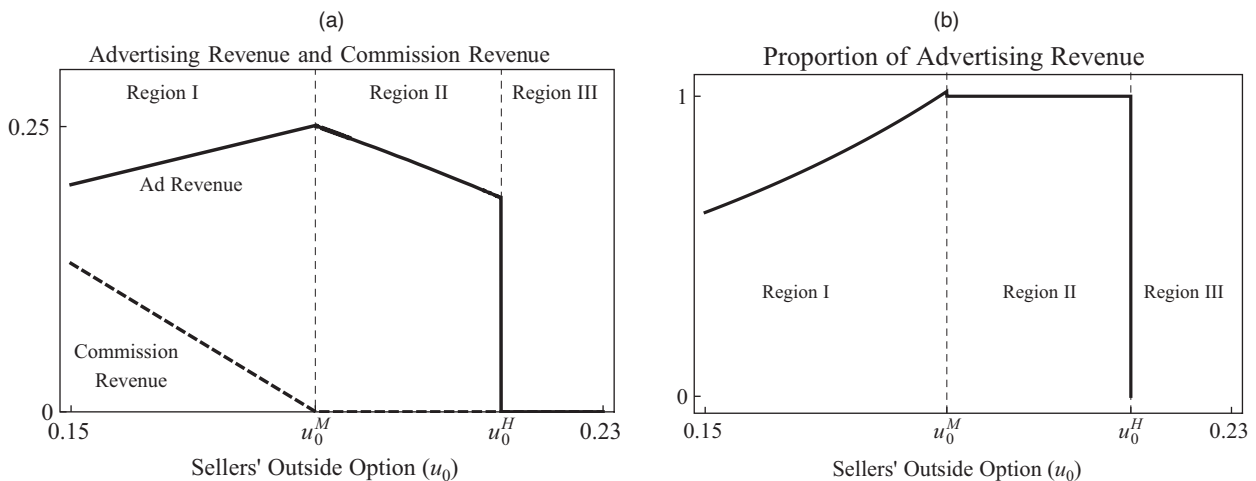 (a)
Advertising Revenue and Commission Revenue
Region I Region II Region III
0.25
Ad Revenue
Commission
Revenue
0
0.15 u_0^M u_0^H 0.23
Sellers' Outside Option (u_0)
(b)
Proportion of Advertising Revenue
1
Region I Region II Region III
0
0.15 u_0^M u_0^H 0.23
Sellers' Outside Option (u_0)